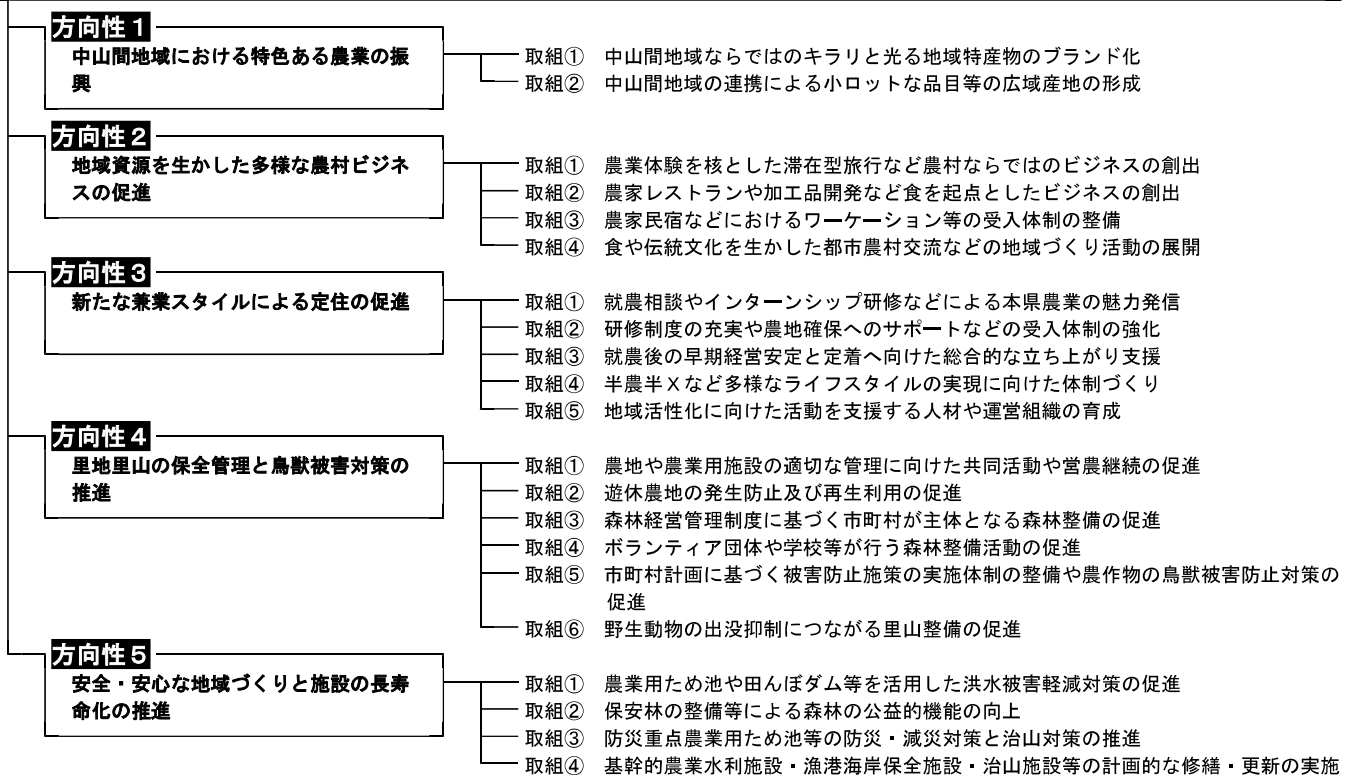 方向性1
中山間地域における特色ある農業の振
興
取組① 中山間地域ならではのキラリと光る地域特産物のブランド化
取組② 中山間地域の連携による小ロットな品目等の広域産地の形成
方向性2
地域資源を生かした多様な農村ビジネ
スの促進
取組① 農業体験を核とした滞在型旅行など農村ならではのビジネスの創出
取組② 農家レストランや加工品開発など食を起点としたビジネスの創出
取組③ 農家民宿などにおけるワーケーション等の受入体制の整備
取組④ 食や伝統文化を生かした都市農村交流などの地域づくり活動の展開
方向性3
新たな兼業スタイルによる定住の促進
取組① 就農相談やインターンシップ研修などによる本県農業の魅力発信
取組② 研修制度の充実や農地確保へのサポートなどの受入体制の強化
取組③ 就農後の早期経営安定と定着へ向けた総合的な立ち上がり支援
取組④ 半農半Xなど多様なライフスタイルの実現に向けた体制づくり
取組⑤ 地域活性化に向けた活動を支援する人材や運営組織の育成
方向性4
里地里山の保全管理と鳥獣被害対策の
推進
取組① 農地や農業用施設の適切な管理に向けた共同活動や営農継続の促進
取組② 遊休農地の発生防止及び再生利用の促進
取組③ 森林経営管理制度に基づく市町村が主体となる森林整備の促進
取組④ ボランティア団体や学校等が行う森林整備活動の促進
取組⑤ 市町村計画に基づく被害防止施策の実施体制の整備や農作物の鳥獣被害防止対策の
促進
取組⑥ 野生動物の出没抑制につながる里山整備の促進
方向性5
安全・安心な地域づくりと施設の長寿
命化の推進
取組① 農業用ため池や田んぼダム等を活用した洪水被害軽減対策の促進
取組② 保安林の整備等による森林の公益的機能の向上
取組③ 防災重点農業用ため池等の防災・減災対策と治山対策の推進
取組④ 基幹的農業水利施設・漁港海岸保全施設・治山施設等の計画的な修繕・更新の実施